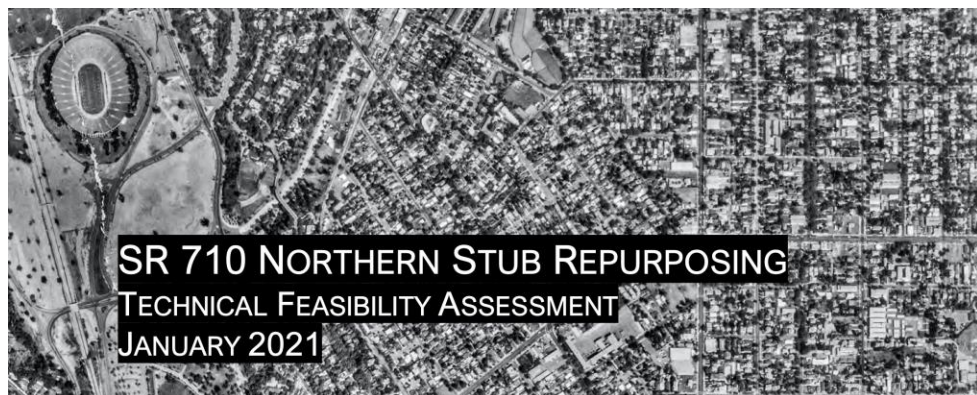 SR 710 NORTHERN STUB REPURPOSING
TECHNICAL FEASIBILITY ASSESSMENT
JANUARY 2021